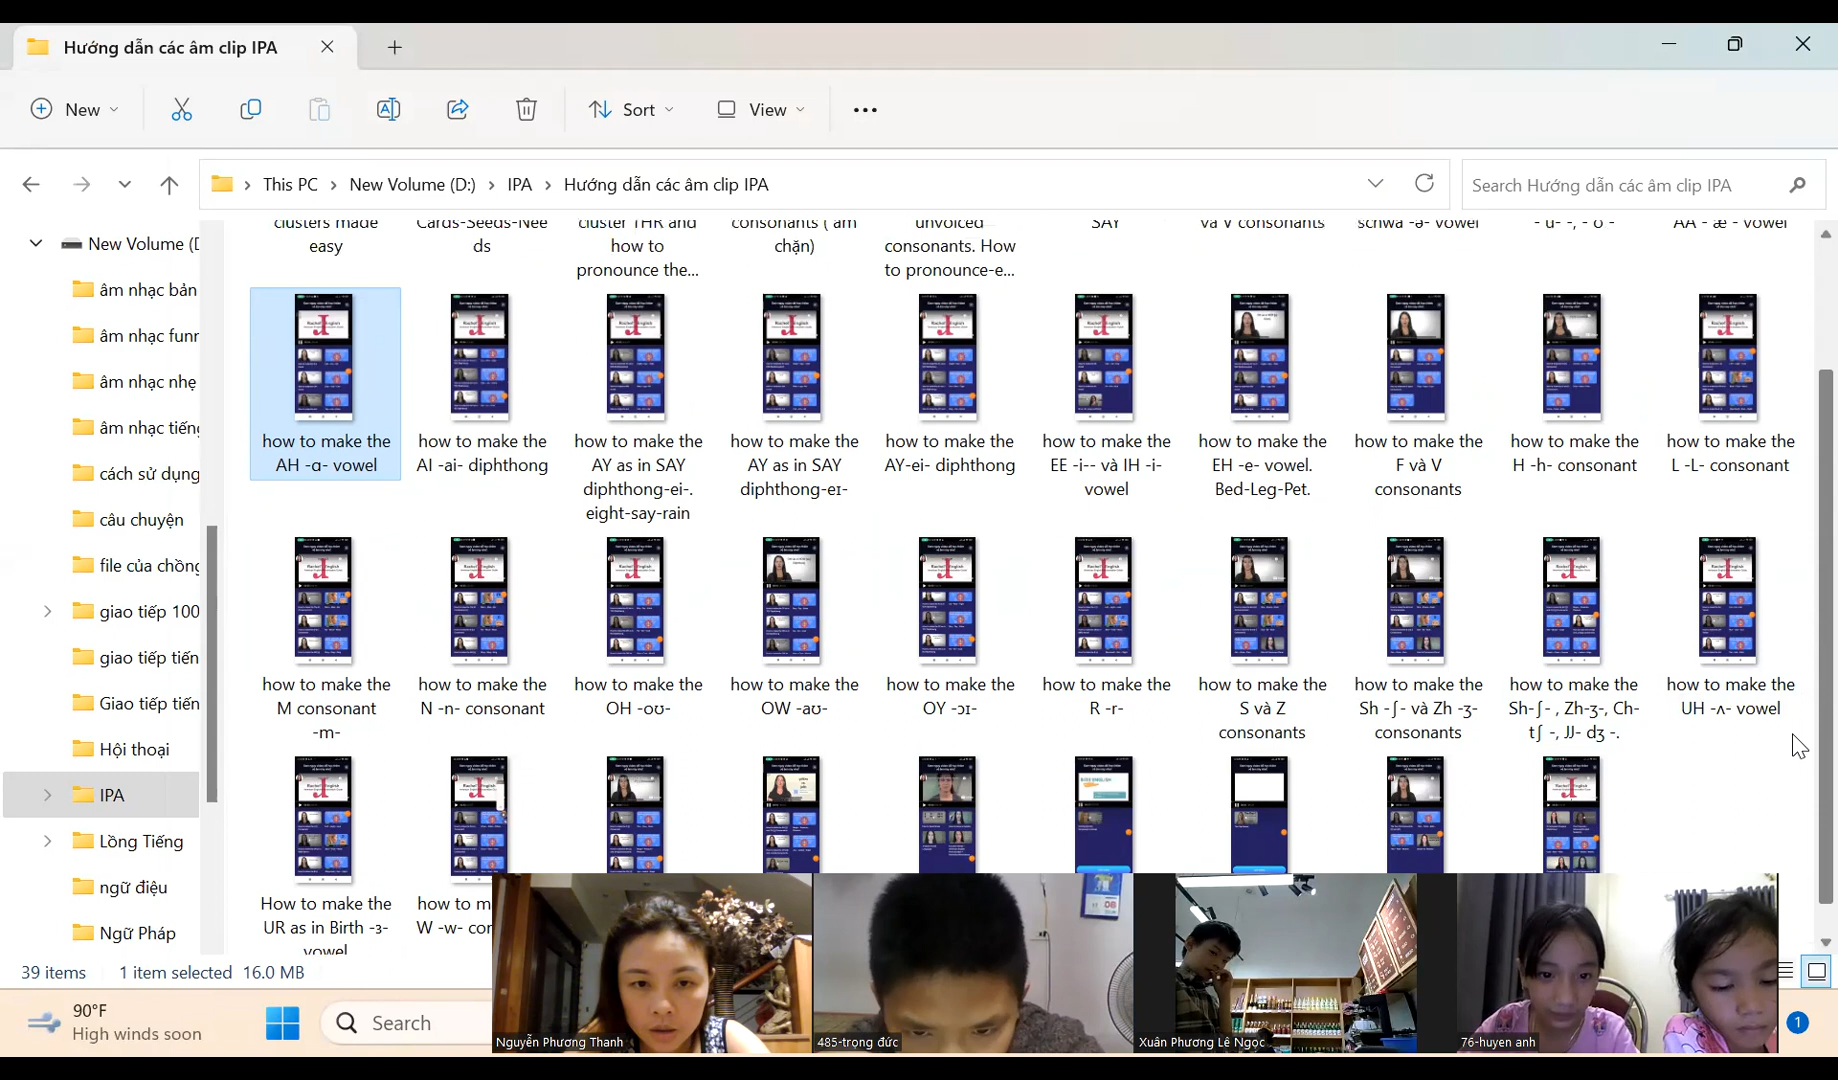 Hướng dẫn các âm clip IPA
New
Sort
View
This PC > New Volume (D:) > IPA > Hướng dẫn các âm clip IPA
Search Hướng dẫn các âm clip IPA
New Volume (D
âm nhạc bản
âm nhạc funr
âm nhạc nhẹ
âm nhạc tiếng
cách sử dụng
câu chuyện
file của chồng
giao tiếp 100
giao tiếp tiến
Giao tiếp tiến
Hội thoại
IPA
Lồng Tiếng
ngữ điệu
Ngữ Pháp
clusters made
easy
Cards-Seeds-Nee
ds
cluster THR and
how to
pronounce the...
consonants ( âm
chặn)
unvoiced
consonants. How
to pronounce-e...
SAY
và V consonants
schwa -ə- vowel
- u- -, - ʊ -
AA - æ - vowel
how to make the
AH -ɑ- vowel
how to make the
AI -ai- diphthong
how to make the
AY as in SAY
diphthong-ei-.
eight-say-rain
how to make the
AY as in SAY
diphthong-eɪ-
how to make the
AY-ei- diphthong
how to make the
EE -i-- và IH -i-
vowel
how to make the
EH -e- vowel.
Bed-Leg-Pet.
how to make the
F và V
consonants
how to make the
H -h- consonant
how to make the
L -L- consonant
how to make the
M consonant
-m-
how to make the
N -n- consonant
how to make the
OH -oʊ-
how to make the
OW -aʊ-
how to make the
OY -ɔɪ-
how to make the
R -r-
how to make the
S và Z
consonants
how to make the
Sh -ʃ- và Zh -ʒ-
consonants
how to make the
Sh-ʃ- , Zh-ʒ-, Ch-
tʃ -, JJ- dʒ -.
how to make the
UH -ʌ- vowel
How to make the
UR as in Birth -ɜ-
vowel
how to m
W -w- cor
39 items 1 item selected 16.0 MB
90°F
High winds soon
Search
Nguyễn Phương Thanh
485-trọng đức
Xuân Phương Lê Ngọc
76-huyen anh
1